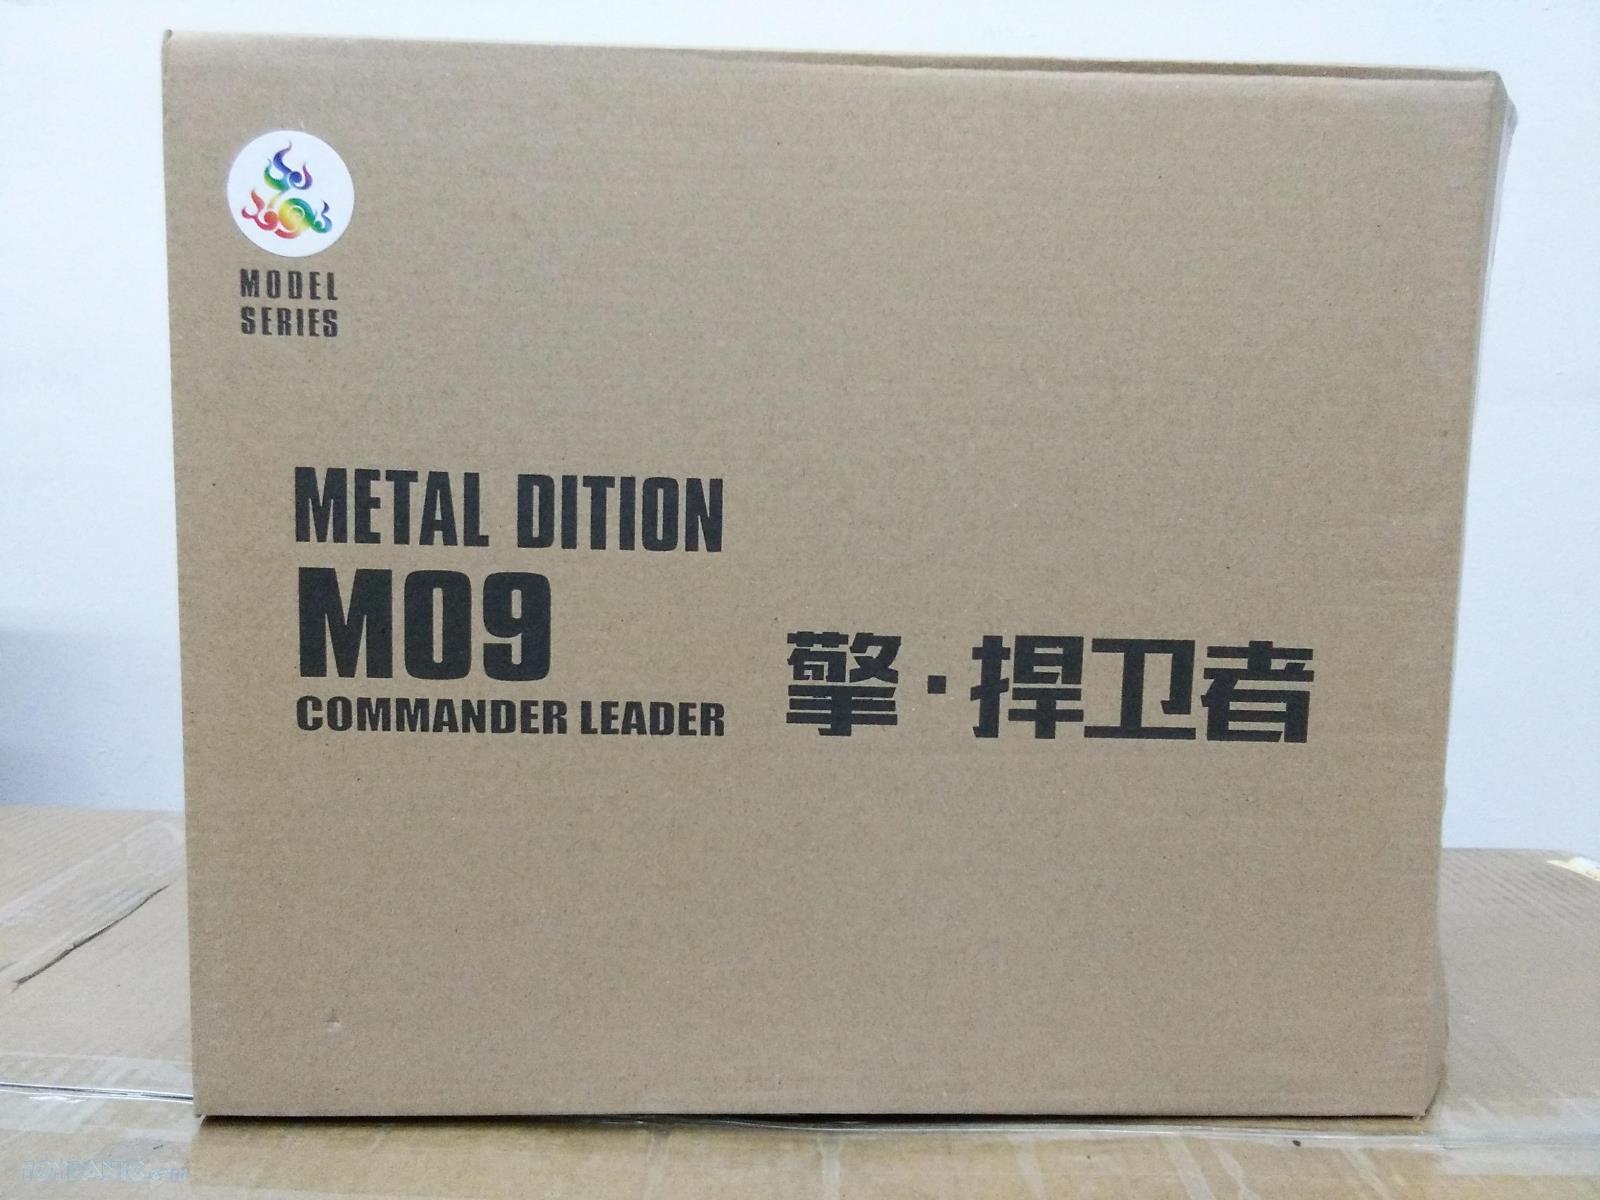 MODEL
SERIES
METAL DITION
M09
COMMANDER LEADER
擎·捍卫者